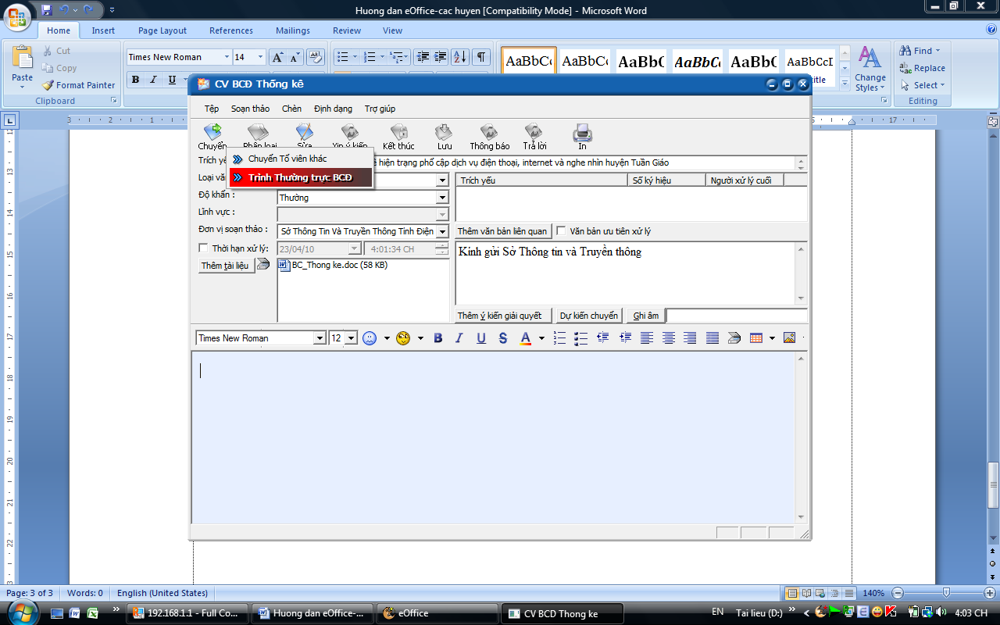 Huong dan eOffice-cac huyen [Compatibility Mode] - Microsoft Word
Home Insert Page Layout References Mailings Review View
Cut
Copy
Format Painter
Paste
Clipboard
Times New Roman 14
B I U
AaBbCc AaBbCc AaBbC AaBbCc AaBbC AaBbCcI
title
Change Styles
Find
Replace
Select
Editing
CV BCĐ Thống kê
Tệp Soạn thảo Chèn Định dạng Trợ giúp
Chuyển Phân loại Sửa Xin ý kiến Kết thúc Lưu Thông báo Trả lời In
Chuyển Tổ viên khác
Trình Thường trực BCĐ
Trích yế hiện trạng phổ cập dịch vụ điện thoại, internet và nghe nhìn huyện Tuần Giáo
Loại vă
Trích yếu Số ký hiệu Người xử lý cuối
Độ khẩn : Thường
Lĩnh vực :
Đơn vị soạn thảo : Sở Thông Tin Và Truyền Thông Tỉnh Điện
Thêm văn bản liên quan Văn bản ưu tiên xử lý
Thời hạn xử lý: 23/04/10 4:01:34 CH
Kính gửi Sở Thông tin và Truyền thông
Thêm tài liệu BC_Thong ke.doc (58 KB)
Thêm ý kiến giải quyết Dự kiến chuyển Ghi âm
Times New Roman 12 B I U S A
Page: 3 of 3 Words: 0 English (United States) 140%
192.168.1.1 - Full Co... Huong dan eOffice-... eOffice CV BCD Thong ke EN Tai lieu (D:) 4:03 CH